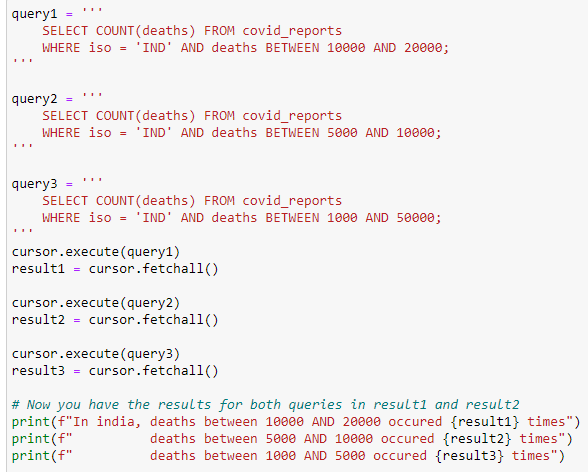 query1 = '''
    SELECT COUNT(deaths) FROM covid_reports
    WHERE iso = 'IND' AND deaths BETWEEN 10000 AND 20000;
'''
query2 = '''
    SELECT COUNT(deaths) FROM covid_reports
    WHERE iso = 'IND' AND deaths BETWEEN 5000 AND 10000;
'''
query3 = '''
    SELECT COUNT(deaths) FROM covid_reports
    WHERE iso = 'IND' AND deaths BETWEEN 1000 AND 50000;
'''
cursor.execute(query1)
result1 = cursor.fetchall()
cursor.execute(query2)
result2 = cursor.fetchall()
cursor.execute(query3)
result3 = cursor.fetchall()
# Now you have the results for both queries in result1 and result2
print(f"In india, deaths between 10000 AND 20000 occured {result1} times")
print(f"          deaths between 5000 AND 10000 occured {result2} times")
print(f"          deaths between 1000 AND 5000 occured {result3} times")